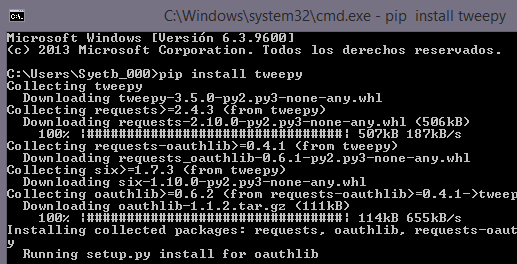 C:\Windows\system32\cmd.exe - pip install tweepy
Microsoft Windows [Versión 6.3.9600]
(c) 2013 Microsoft Corporation. Todos los derechos reservados.
C:\Users\Syetb_000>pip install tweepy
Collecting tweepy
Downloading tweepy-3.5.0-py2.py3-none-any.whl
Collecting requests>=2.4.3 (from tweepy)
Downloading requests-2.10.0-py2.py3-none-any.whl (506kB)
100% |################################| 507kB 187kB/s
Collecting requests-oauthlib>=0.4.1 (from tweepy)
Downloading requests_oauthlib-0.6.1-py2.py3-none-any.whl
Collecting six>=1.7.3 (from tweepy)
Downloading six-1.10.0-py2.py3-none-any.whl
Collecting oauthlib>=0.6.2 (from requests-oauthlib>=0.4.1->tweep
Downloading oauthlib-1.1.2.tar.gz (111kB)
100% |################################| 114kB 655kB/s
Installing collected packages: requests, oauthlib, requests-oaut
y
Running setup.py install for oauthlib